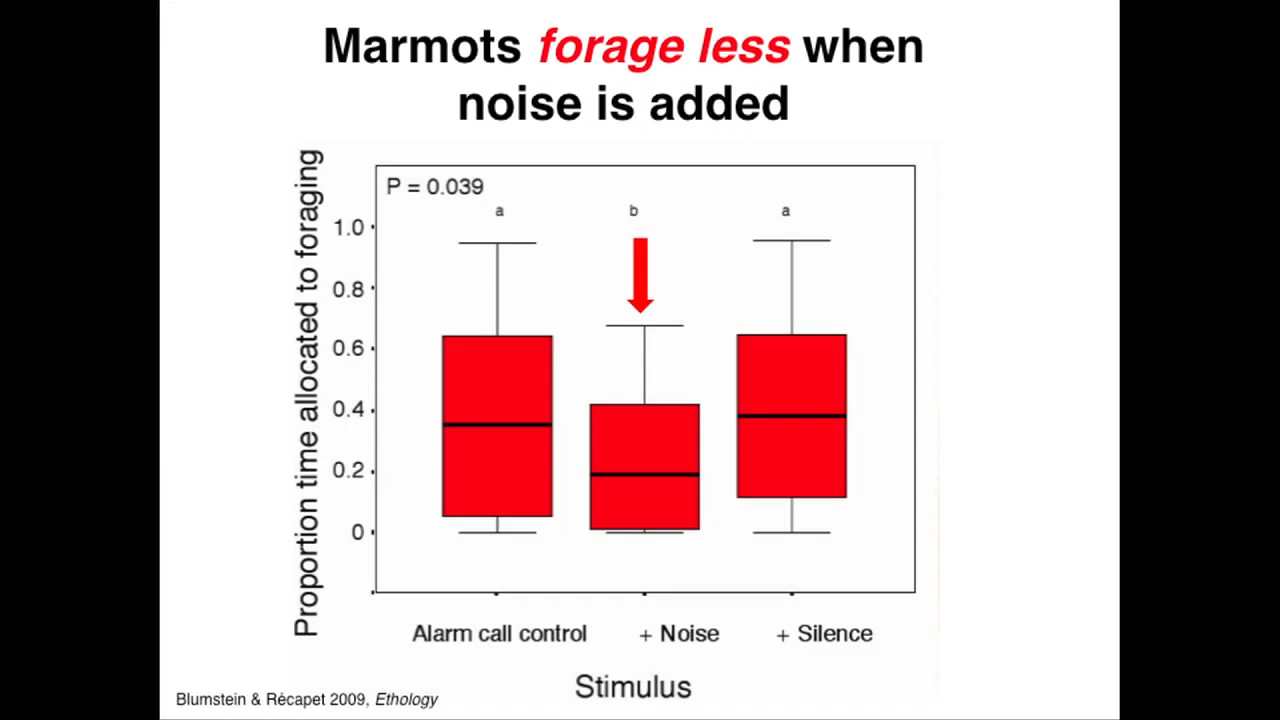 Marmots forage less when
noise is added
Proportion time allocated to foraging
P = 0.039
a
b
a
1.0
0.8
0.6
0.4
0.2
0
Alarm call control
+ Noise
+ Silence
Stimulus
Blumstein & Récapet 2009, Ethology